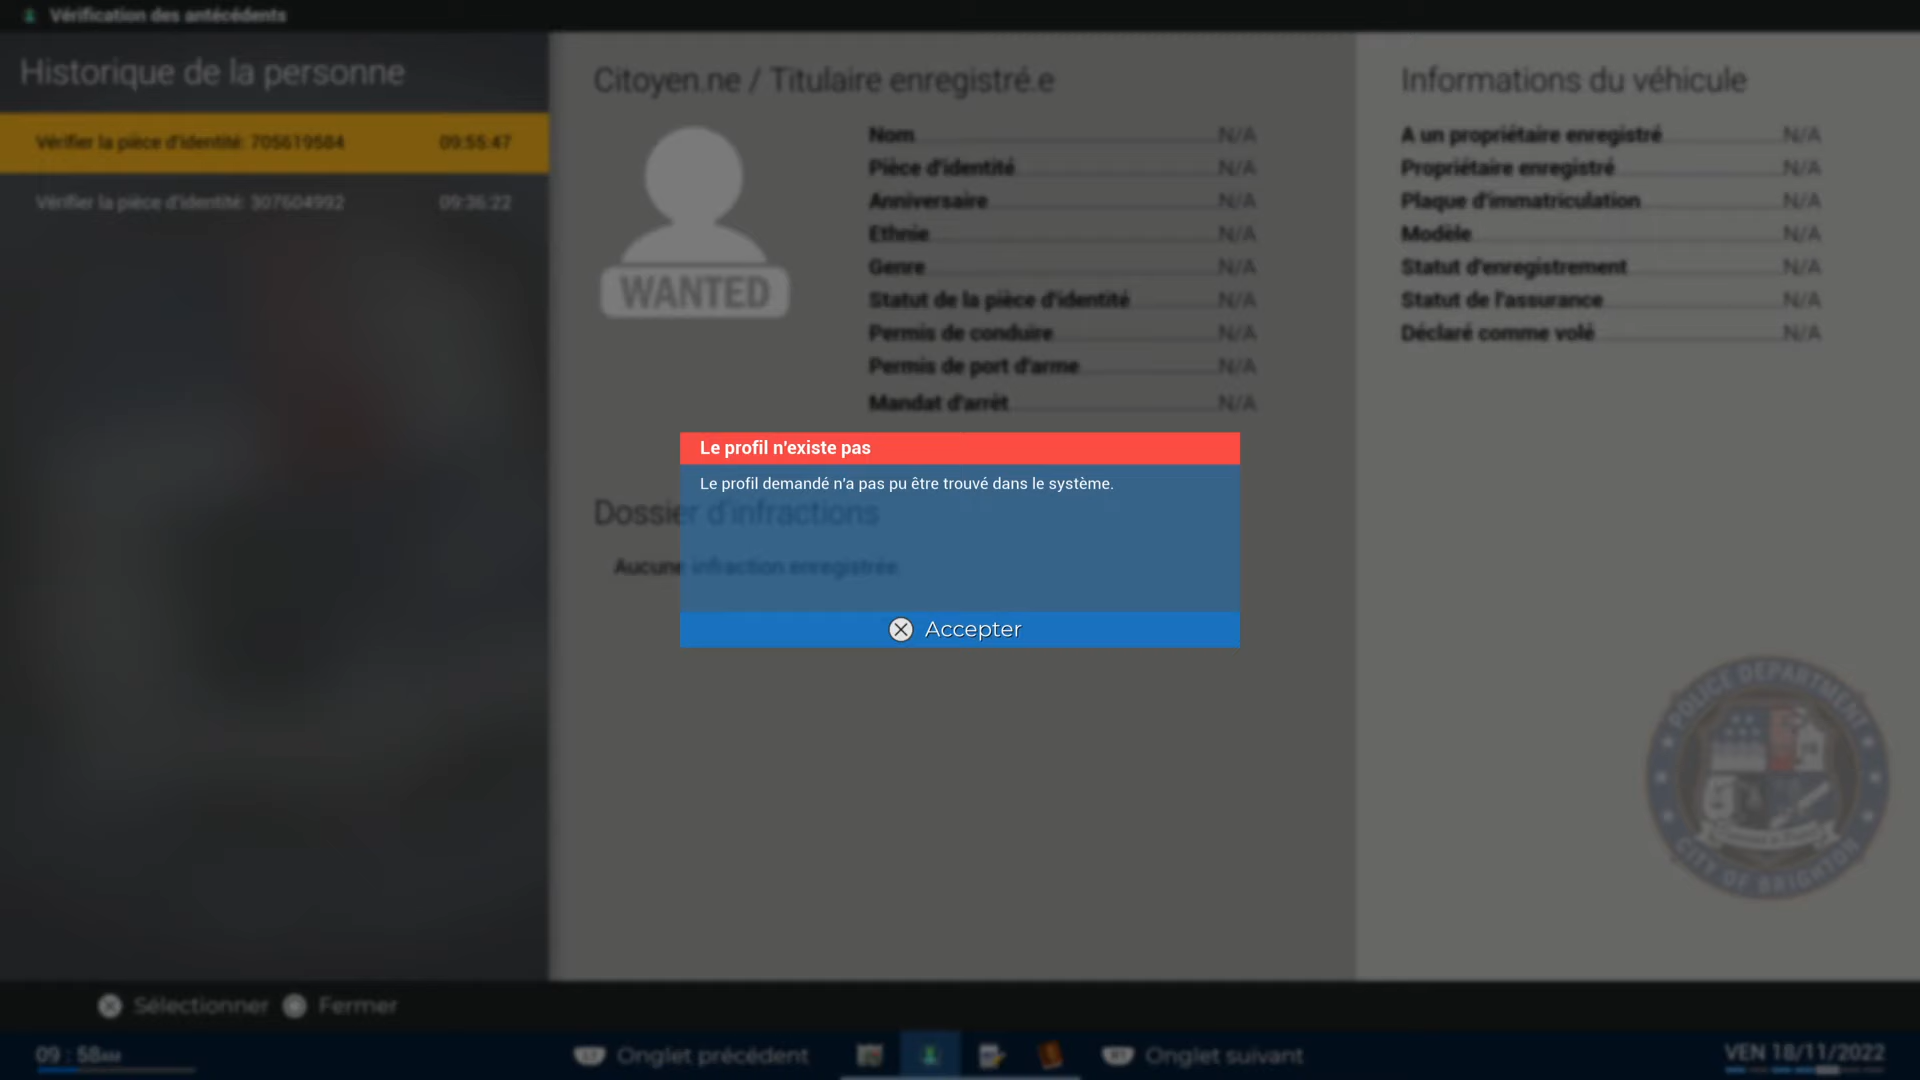 Vérification des antécédents
Historique de la personne
Vérifier la pièce d'identité: 705619584 09:55:47
Vérifier la pièce d'identité: 307604992 09:36:22
Citoyen.ne / Titulaire enregistré.e
WANTED
Nom N/A
Pièce d'identité N/A
Anniversaire N/A
Ethnie N/A
Genre N/A
Statut de la pièce d'identité N/A
Permis de conduire N/A
Permis de port d'arme N/A
Mandat d'arrêt N/A
Informations du véhicule
A un propriétaire enregistré N/A
Propriétaire enregistré N/A
Plaque d'immatriculation N/A
Modèle N/A
Statut d'enregistrement N/A
Statut de l'assurance N/A
Déclaré comme volé N/A
Le profil n'existe pas
Le profil demandé n'a pas pu être trouvé dans le système.
Dossier d'infractions
Aucune infraction enregistrée
Accepter
POLICE DEPARTMENT
CITY OF BRIGHTON
Sélectionner Fermer
09 : 58AM
Onglet précédent
Onglet suivant
VEN 18/11/2022